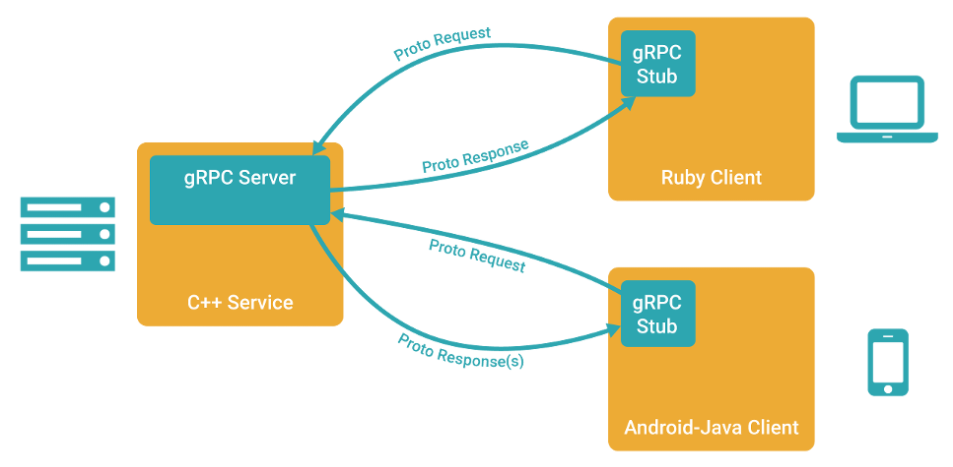 Proto Request
gRPC
Stub
Proto Response
Ruby Client
gRPC Server
C++ Service
Proto Request
gRPC
Stub
Proto Response(s)
Android-Java Client